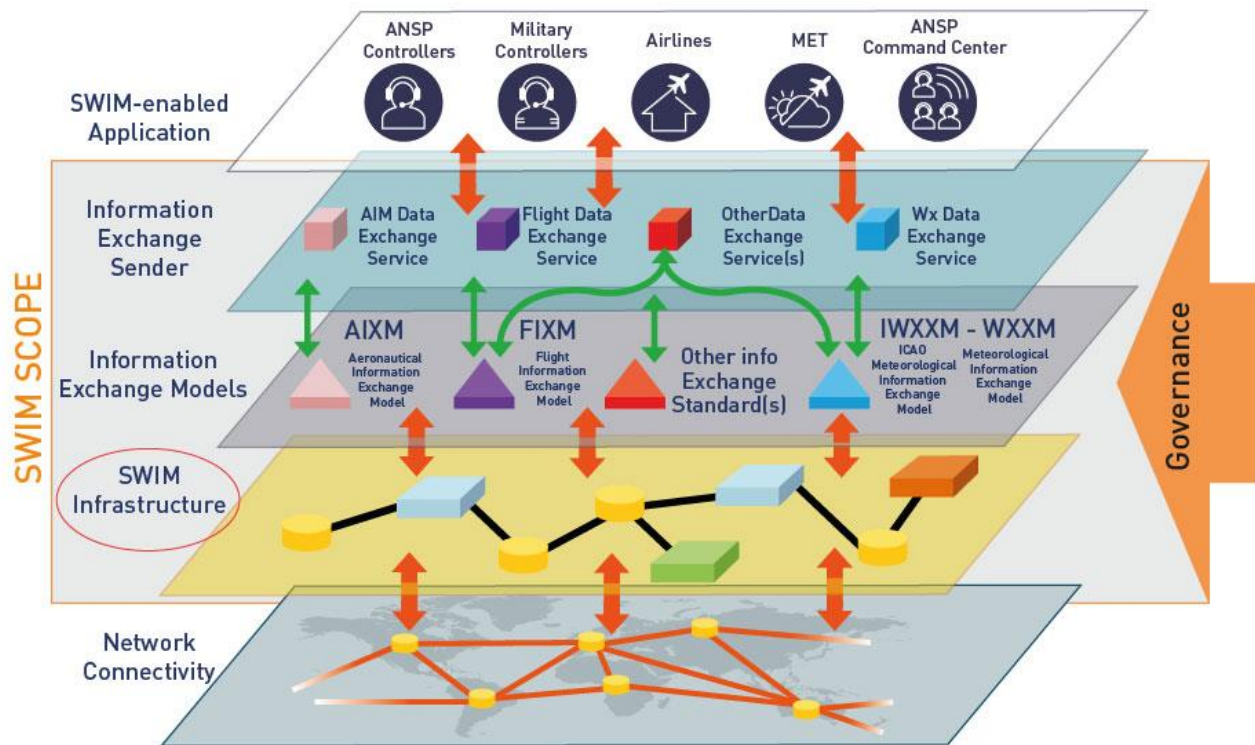 ANSP
Controllers
Military
Controllers
Airlines
MET
ANSP
Command Center
SWIM-enabled
Application
SWIM SCOPE
Information
Exchange
Sender
AIM Data
Exchange
Service
Flight Data
Exchange
Service
OtherData
Exchange
Service(s)
Wx Data
Exchange
Service
Information
Exchange Models
AIXM
Aeronautical
Information
Exchange
Model
FIXM
Flight
Information
Exchange
Model
Other info
Exchange
Standard(s)
IWXXM - WXXM
ICAO
Meteorological
Information
Exchange
Model
Meteorological
Information
Exchange
Model
Governance
SWIM
Infrastructure
Network
Connectivity